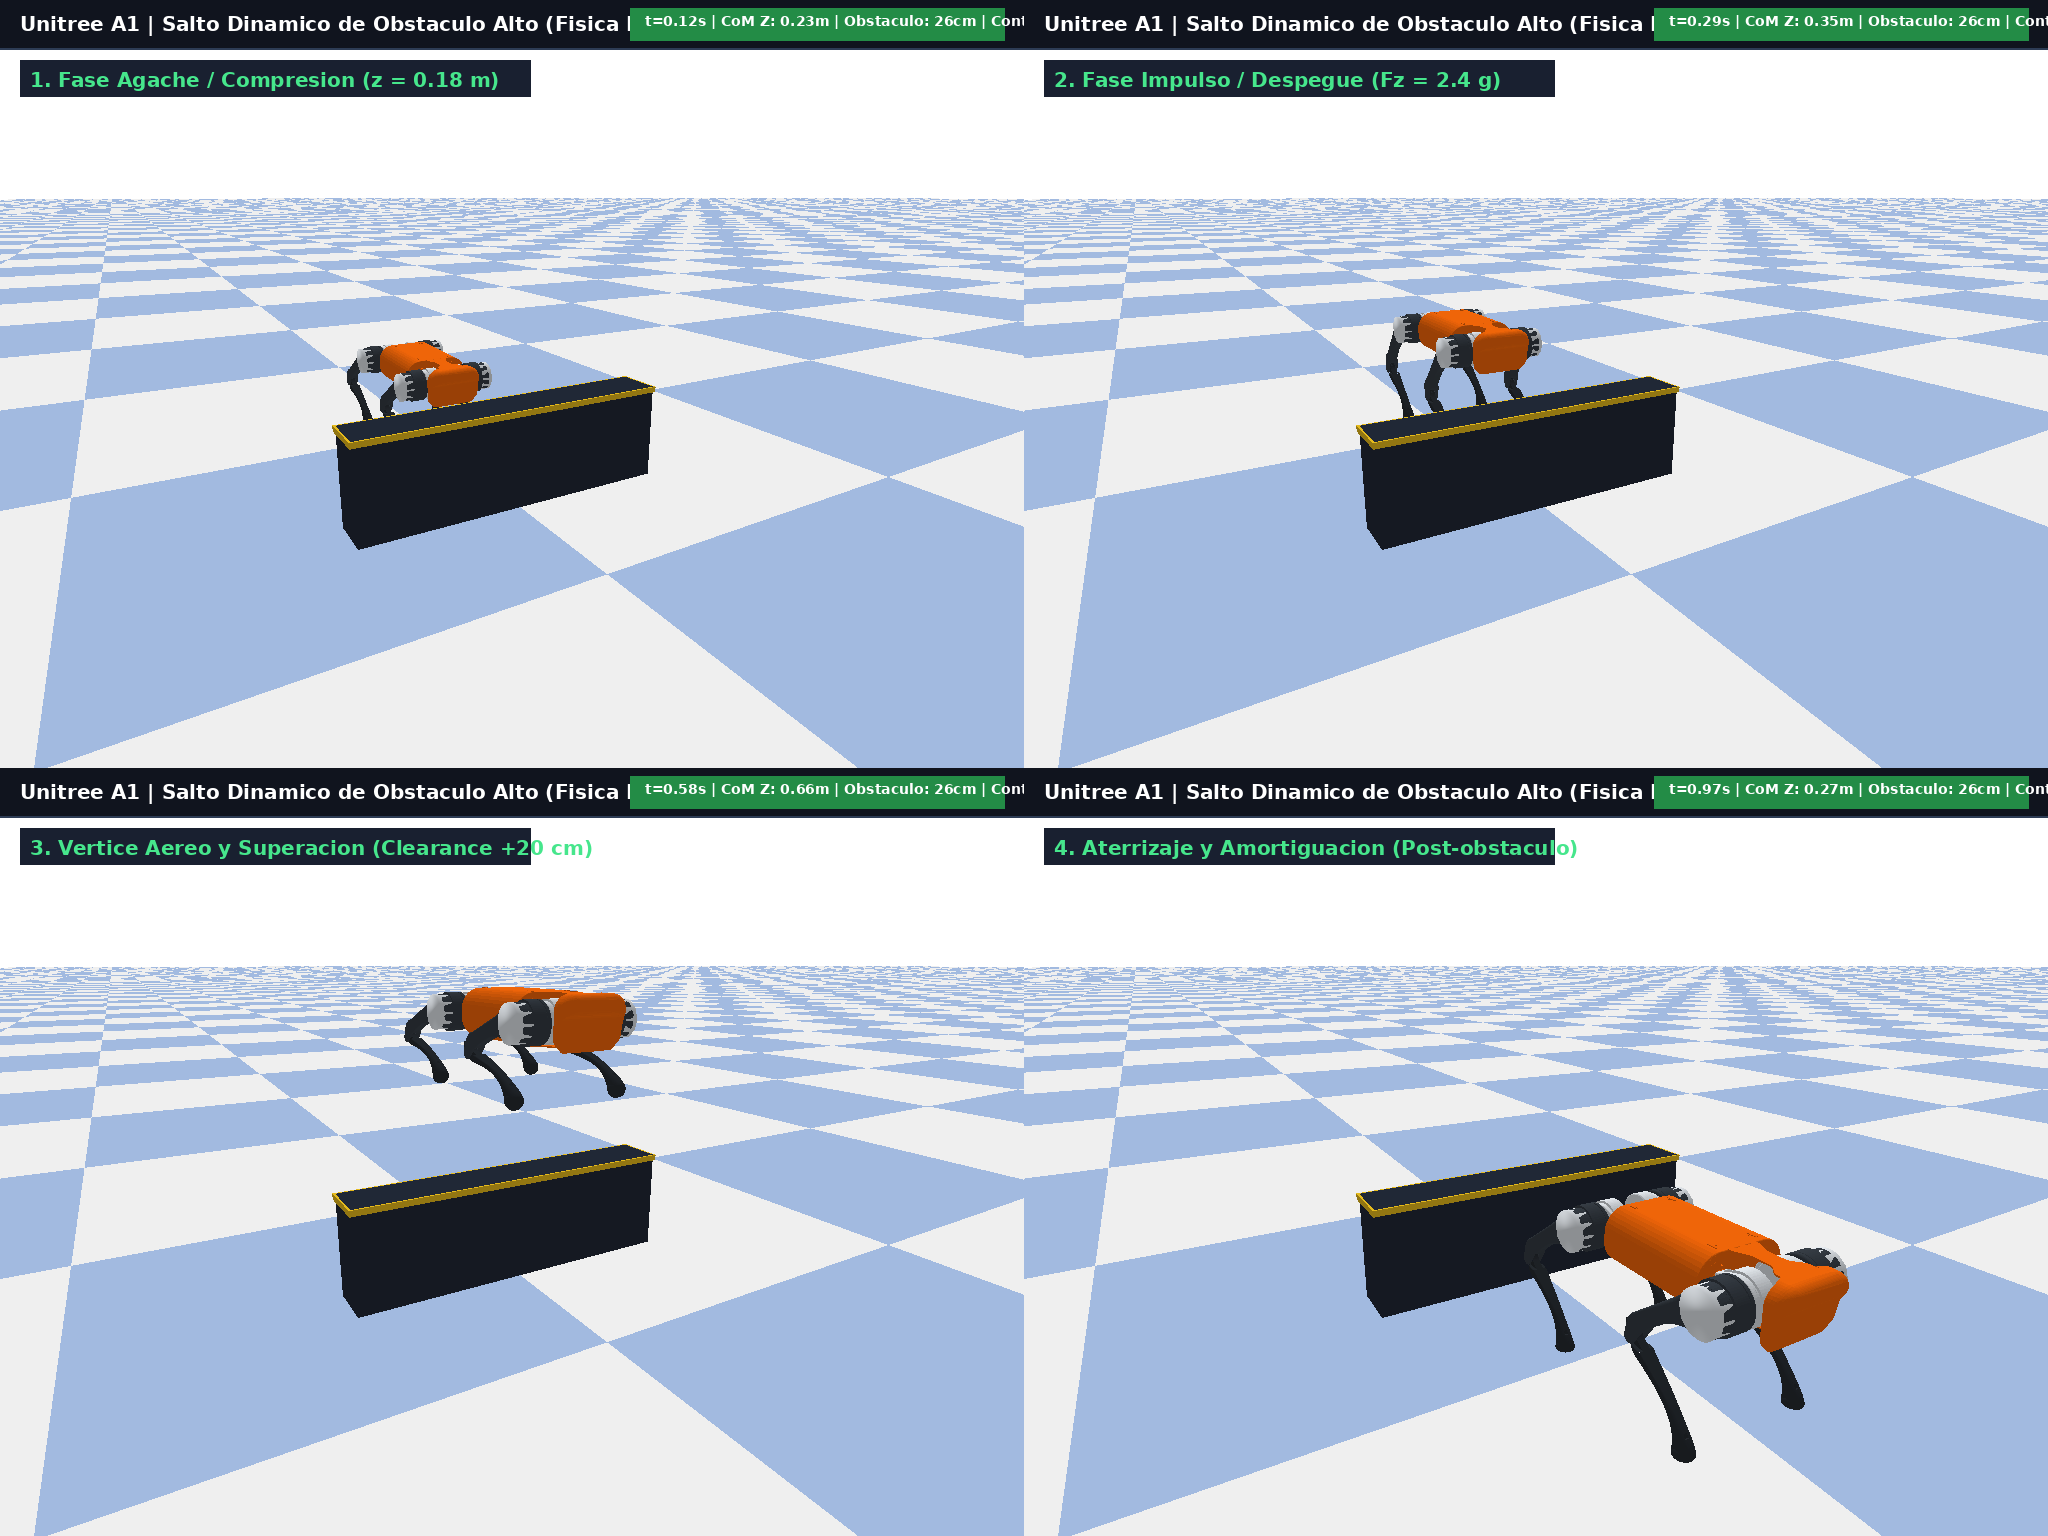 Unitree A1 | Salto Dinamico de Obstaculo Alto (Fisica
t=0.12s | CoM Z: 0.23m | Obstaculo: 26cm |
1. Fase Agache / Compresion (z = 0.18 m)
Unitree A1 | Salto Dinamico de Obstaculo Alto (Fisica
t=0.29s | CoM Z: 0.35m | Obstaculo: 26cm |
2. Fase Impulso / Despegue (Fz = 2.4 g)
Unitree A1 | Salto Dinamico de Obstaculo Alto (Fisica
t=0.58s | CoM Z: 0.66m | Obstaculo: 26cm |
3. Vertice Aereo y Superacion (Clearance +20 cm)
Unitree A1 | Salto Dinamico de Obstaculo Alto (Fisica
t=0.97s | CoM Z: 0.27m | Obstaculo: 26cm |
4. Aterrizaje y Amortiguacion (Post-obstaculo)